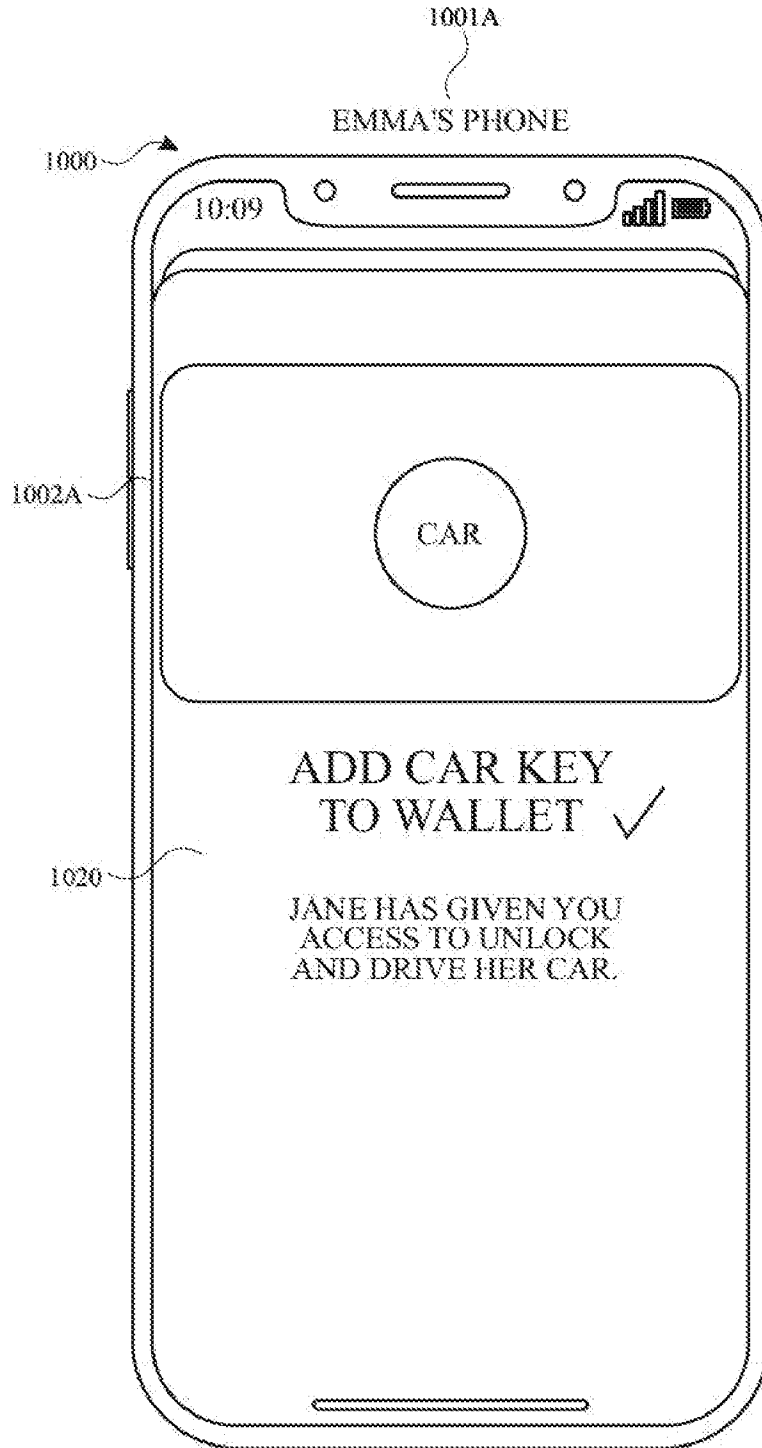 1001A
EMMA'S PHONE
1000
10:09
1002A
CAR
ADD CAR KEY
TO WALLET
1020
JANE HAS GIVEN YOU
ACCESS TO UNLOCK
AND DRIVE HER CAR.